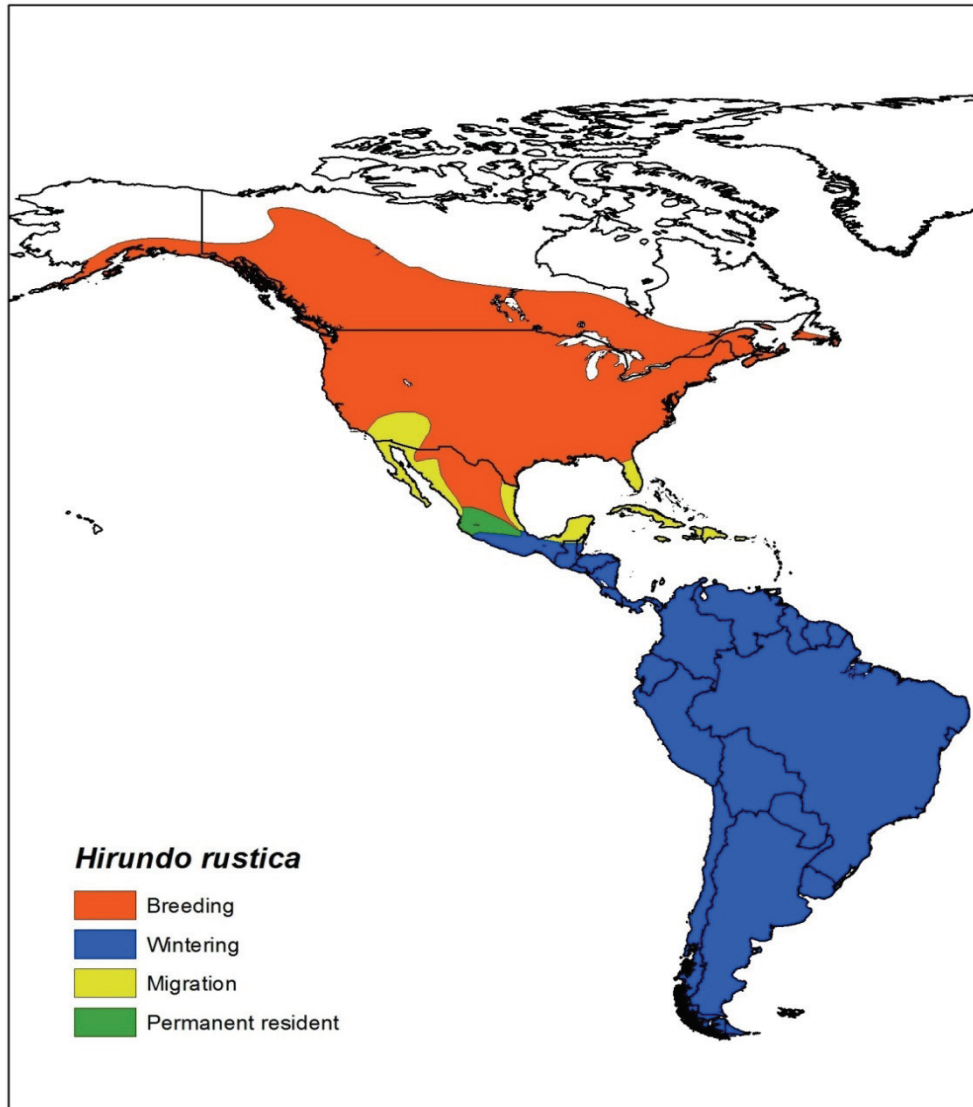 Hirundo rustica
Breeding
Wintering
Migration
Permanent resident